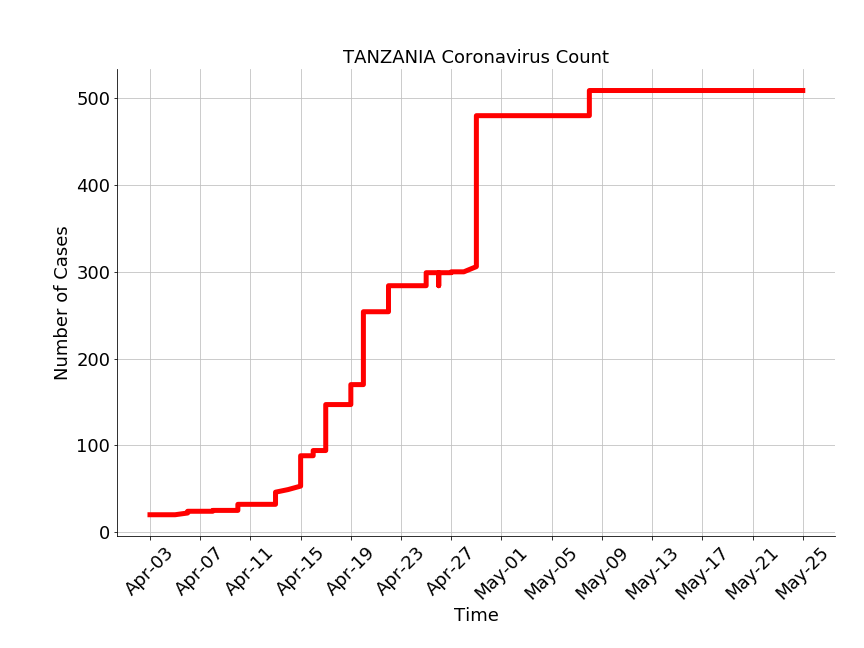 TANZANIA Coronavirus Count
Number of Cases
500
400
300
200
100
0
Apr-03
Apr-07
Apr-11
Apr-15
Apr-19
Apr-23
Apr-27
May-01
May-05
May-09
May-13
May-17
May-21
May-25
Time